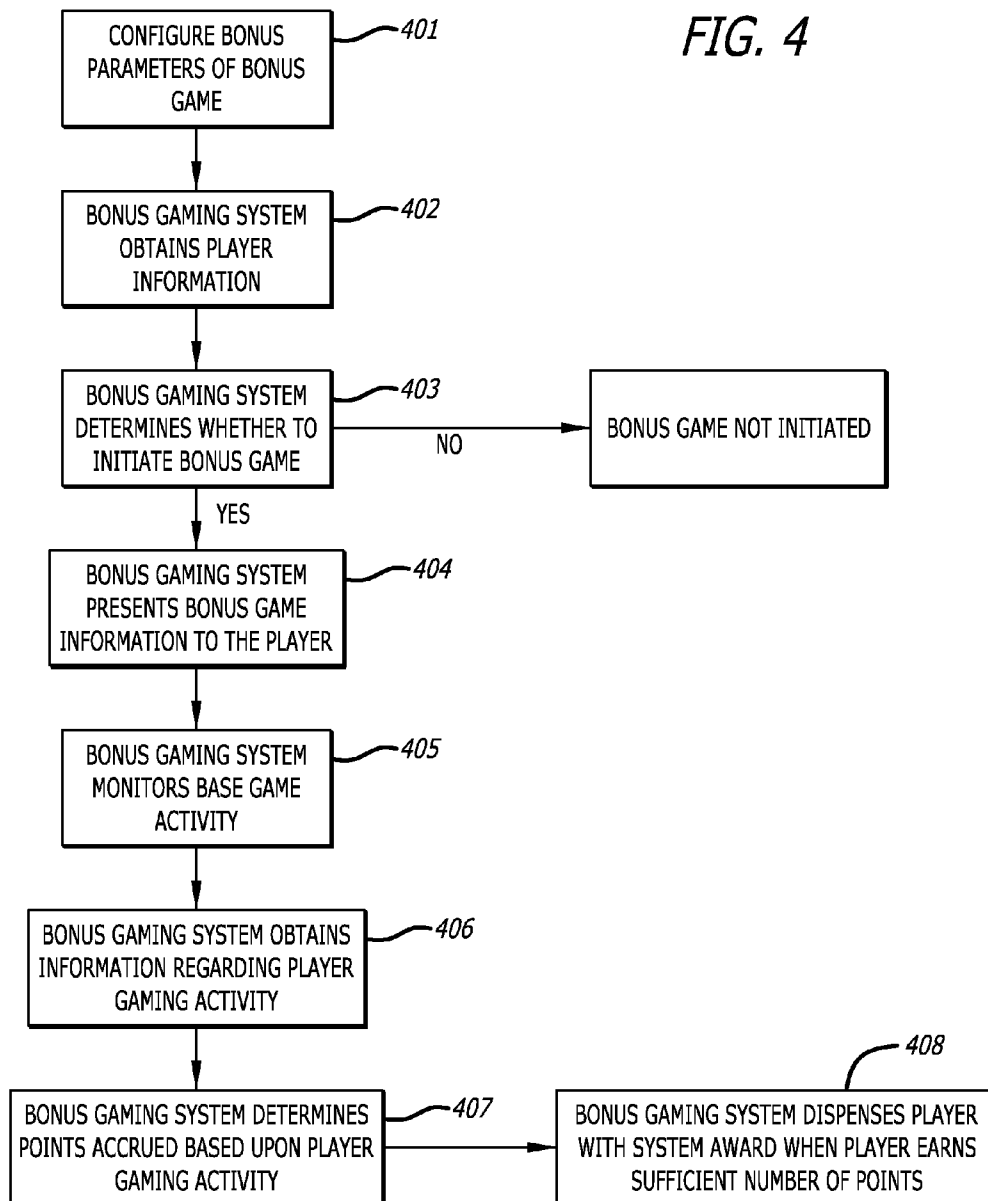 FIG. 4
CONFIGURE BONUS
PARAMETERS OF BONUS
GAME
401
BONUS GAMING SYSTEM
OBTAINS PLAYER
INFORMATION
402
BONUS GAMING SYSTEM
DETERMINES WHETHER TO
INITIATE BONUS GAME
403
NO
BONUS GAME NOT INITIATED
YES
BONUS GAMING SYSTEM
PRESENTS BONUS GAME
INFORMATION TO THE PLAYER
404
BONUS GAMING SYSTEM
MONITORS BASE GAME
ACTIVITY
405
BONUS GAMING SYSTEM OBTAINS
INFORMATION REGARDING PLAYER
GAMING ACTIVITY
406
BONUS GAMING SYSTEM DETERMINES
POINTS ACCRUED BASED UPON PLAYER
GAMING ACTIVITY
407
408
BONUS GAMING SYSTEM DISPENSES PLAYER
WITH SYSTEM AWARD WHEN PLAYER EARNS
SUFFICIENT NUMBER OF POINTS